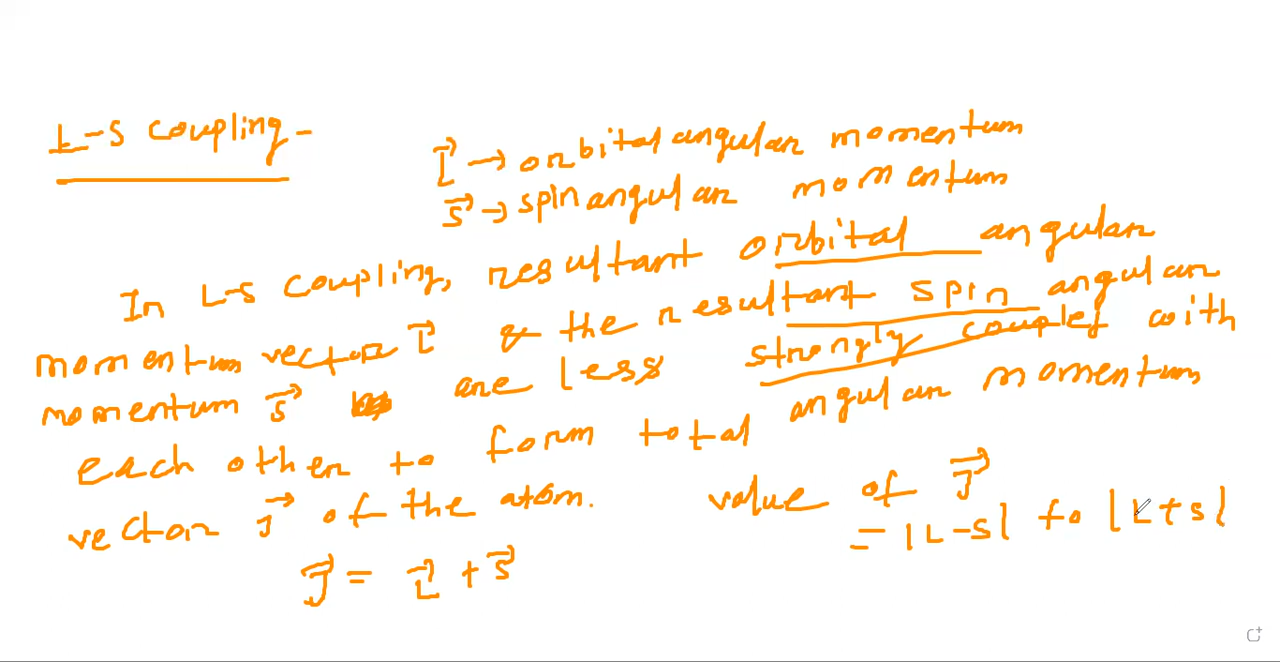 L-S coupling -
L⃗ → orbital angular momentum
S⃗ → spin angular momentum
In L-S coupling, resultant orbital angular
momentum vector L⃗ & the resultant spin angular
momentum S⃗ are less strongly couplet with
each other to form total angular momentum
vector J⃗ of the atom.
value of J⃗
= |L-S| to |L+S|
J⃗ = L⃗ + S⃗